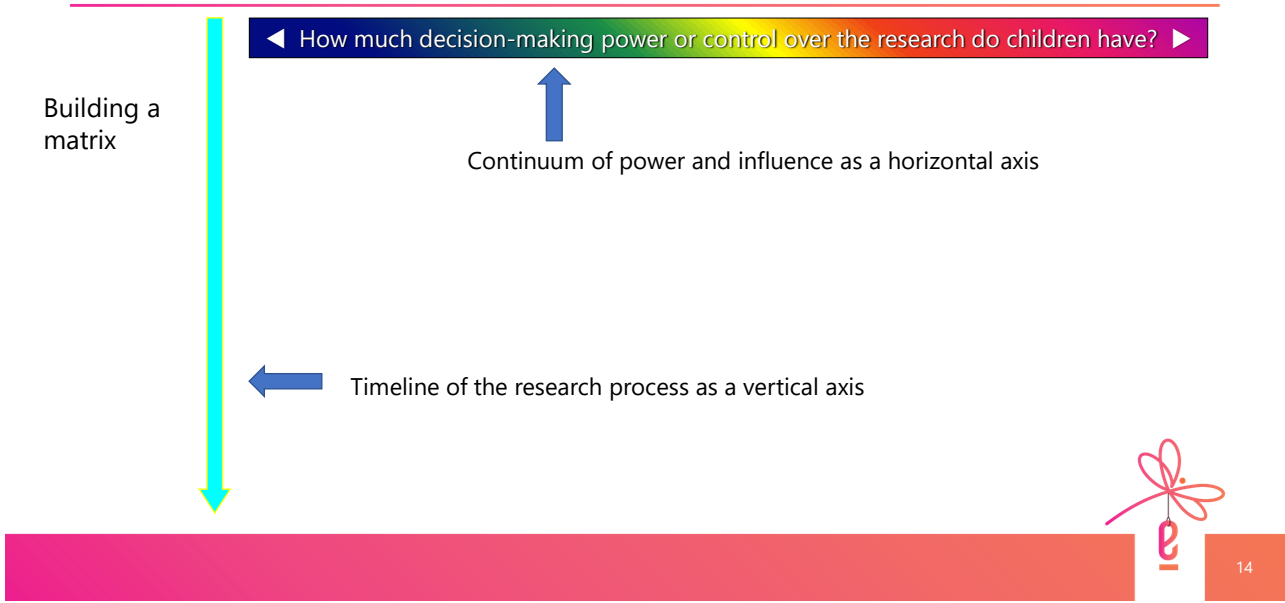 ◀ How much decision-making power or control over the research do children have? ▶
Building a
matrix
Continuum of power and influence as a horizontal axis
Timeline of the research process as a vertical axis
e
14